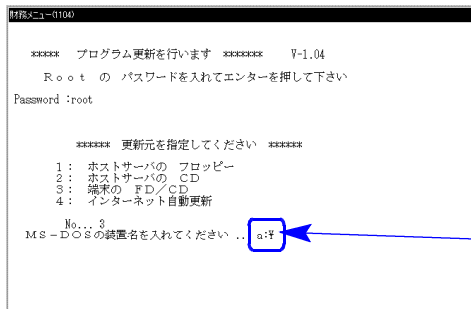 財務メニュー(1104)
***** プログラム更新を行います ******* V-1.04
Ｒｏｏｔ の パスワードを入れてエンターを押して下さい
Password :root
****** 更新元を指定してください ******
１： ホストサーバの フロッピー
２： ホストサーバの ＣＤ
３： 端末の ＦＤ／ＣＤ
４： インターネット自動更新
No... 3
ＭＳ－ＤＯＳの装置名を入れてください .. a:¥